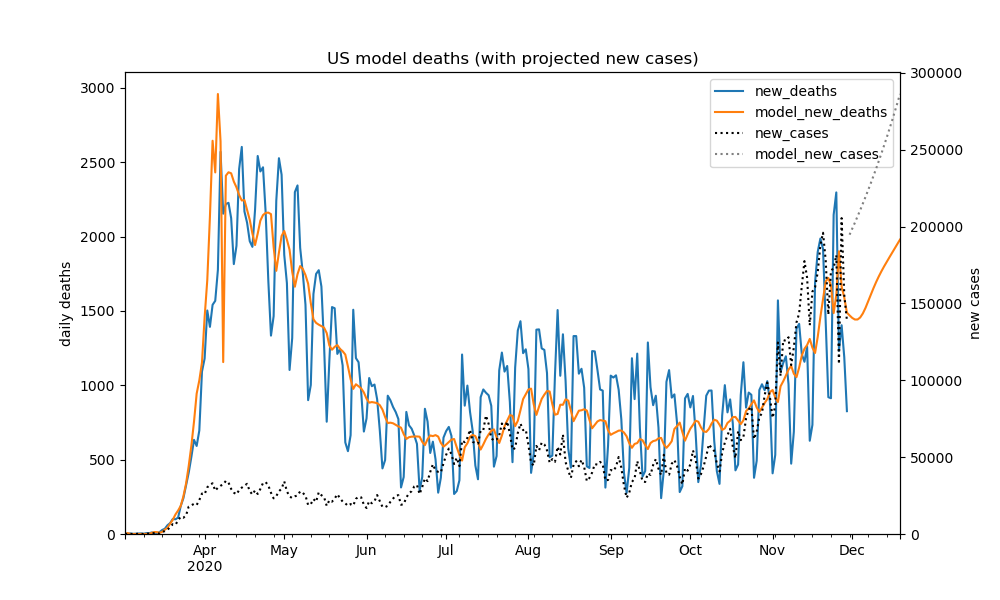 US model deaths (with projected new cases)
3000
2500
2000
1500
1000
500
0
daily deaths
300000
250000
200000
150000
100000
50000
0
new cases
new_deaths
model_new_deaths
new_cases
model_new_cases
Apr
2020
May
Jun
Jul
Aug
Sep
Oct
Nov
Dec